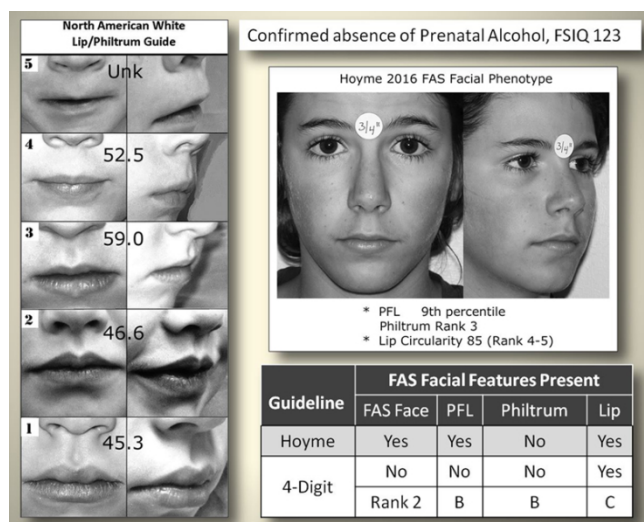 North American White
Lip/Philtrum Guide
5
Unk
4
52.5
3
59.0
2
46.6
1
45.3
Confirmed absence of Prenatal Alcohol, FSIQ 123
Hoyme 2016 FAS Facial Phenotype
3/4"
3/4"
* PFL 9th percentile
Philtrum Rank 3
* Lip Circularity 85 (Rank 4-5)
Guideline
FAS Facial Features Present
FAS Face PFL Philtrum Lip
Hoyme Yes Yes No Yes
4-Digit
No No No Yes
Rank 2 B B C